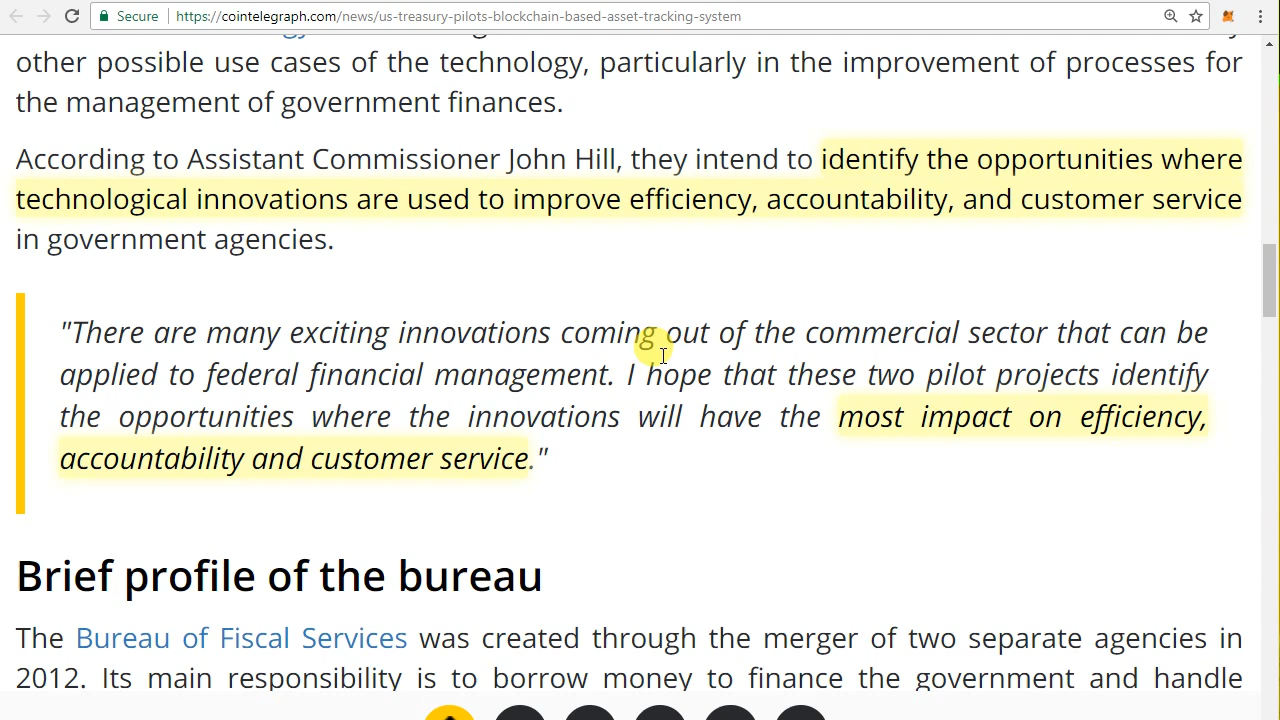 Secure https://cointelegraph.com/news/us-treasury-pilots-blockchain-based-asset-tracking-system
other possible use cases of the technology, particularly in the improvement of processes for
the management of government finances.
According to Assistant Commissioner John Hill, they intend to identify the opportunities where
technological innovations are used to improve efficiency, accountability, and customer service
in government agencies.
"There are many exciting innovations coming out of the commercial sector that can be
applied to federal financial management. I hope that these two pilot projects identify
the opportunities where the innovations will have the most impact on efficiency,
accountability and customer service."
Brief profile of the bureau
The Bureau of Fiscal Services was created through the merger of two separate agencies in
2012. Its main responsibility is to borrow money to finance the government and handle